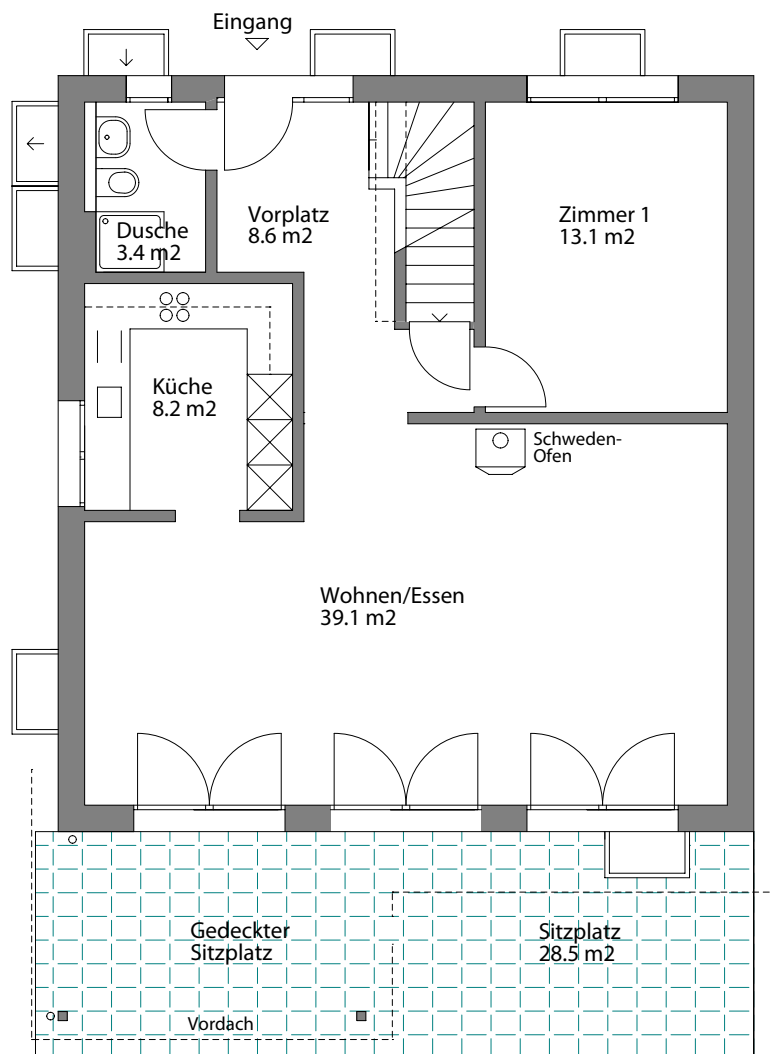 Eingang
Dusche
3.4 m2
Vorplatz
8.6 m2
Zimmer 1
13.1 m2
Küche
8.2 m2
Schweden-
Ofen
Wohnen/Essen
39.1 m2
Gedeckter
Sitzplatz
Sitzplatz
28.5 m2
Vordach